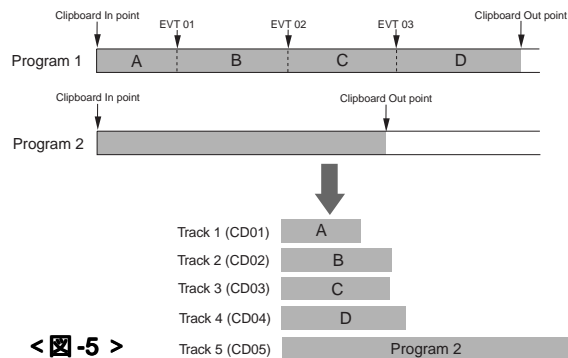 Clipboard In point
EVT 01
EVT 02
EVT 03
Clipboard Out point
Program 1
A
B
C
D
Clipboard In point
Clipboard Out point
Program 2
Track 1 (CD01)
A
Track 2 (CD02)
B
Track 3 (CD03)
C
Track 4 (CD04)
D
Track 5 (CD05)
Program 2
<図-5 >